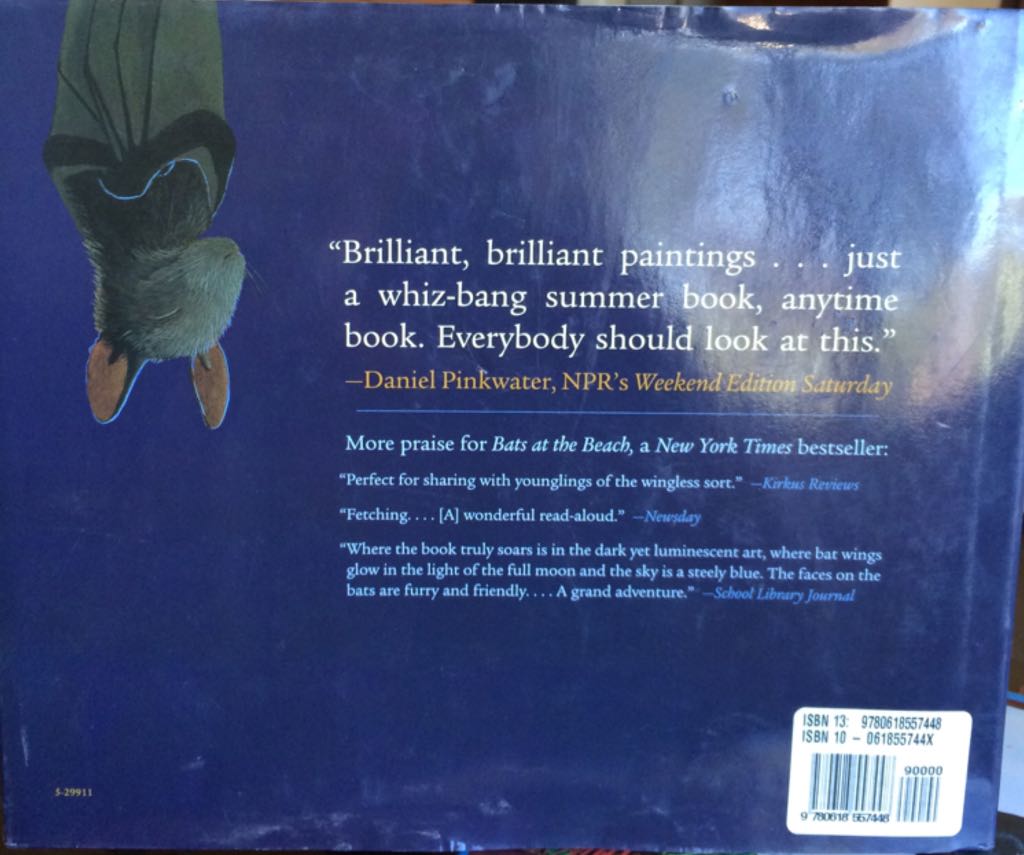 “Brilliant, brilliant paintings . . . just
a whiz-bang summer book, anytime
book. Everybody should look at this.”
—Daniel Pinkwater, NPR’s Weekend Edition Saturday
More praise for Bats at the Beach, a New York Times bestseller:
“Perfect for sharing with younglings of the wingless sort.” —Kirkus Reviews
“Fetching. . . . [A] wonderful read-aloud.” —Newsday
“Where the book truly soars is in the dark yet luminescent art, where bat wings
glow in the light of the full moon and the sky is a steely blue. The faces on the
bats are furry and friendly. . . . A grand adventure.” —School Library Journal
ISBN 13: 9780618557448
ISBN 10 – 061855744X
90000
9 780618 557448
5-29911